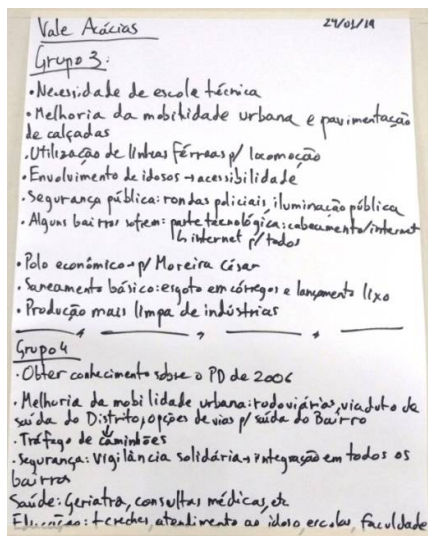 Vale Acácias 29/01/19
Grupo 3:
• Necessidade de escola técnica
• Melhoria da mobilidade urbana e pavimentação
de calçadas
• Utilização de linhas férreas p/ locomoção
• Envolvimento de idosos → acessibilidade
• Segurança pública: rondas policiais, iluminação pública
• Alguns bairros sofrem: parte tecnológica: cabeamento/internet
↳ internet p/ todos
• Polo econômico → p/ Moreira César
• Saneamento básico: esgoto em córregos e lançamento lixo
• Produção mais limpa de indústrias
Grupo 4
• Obter conhecimento sobre o PD de 2006
• Melhoria da mobilidade urbana: rodoviárias, viaduto de
saída do Distrito, opções de vias p/ saída do Bairro
• Tráfego de caminhões
• Segurança: vigilância solidária → integração em todos os
bairros
Saúde: Geriatra, consultas médicas, etc
Educação: + creches, atendimento ao idoso, escolas, faculdade